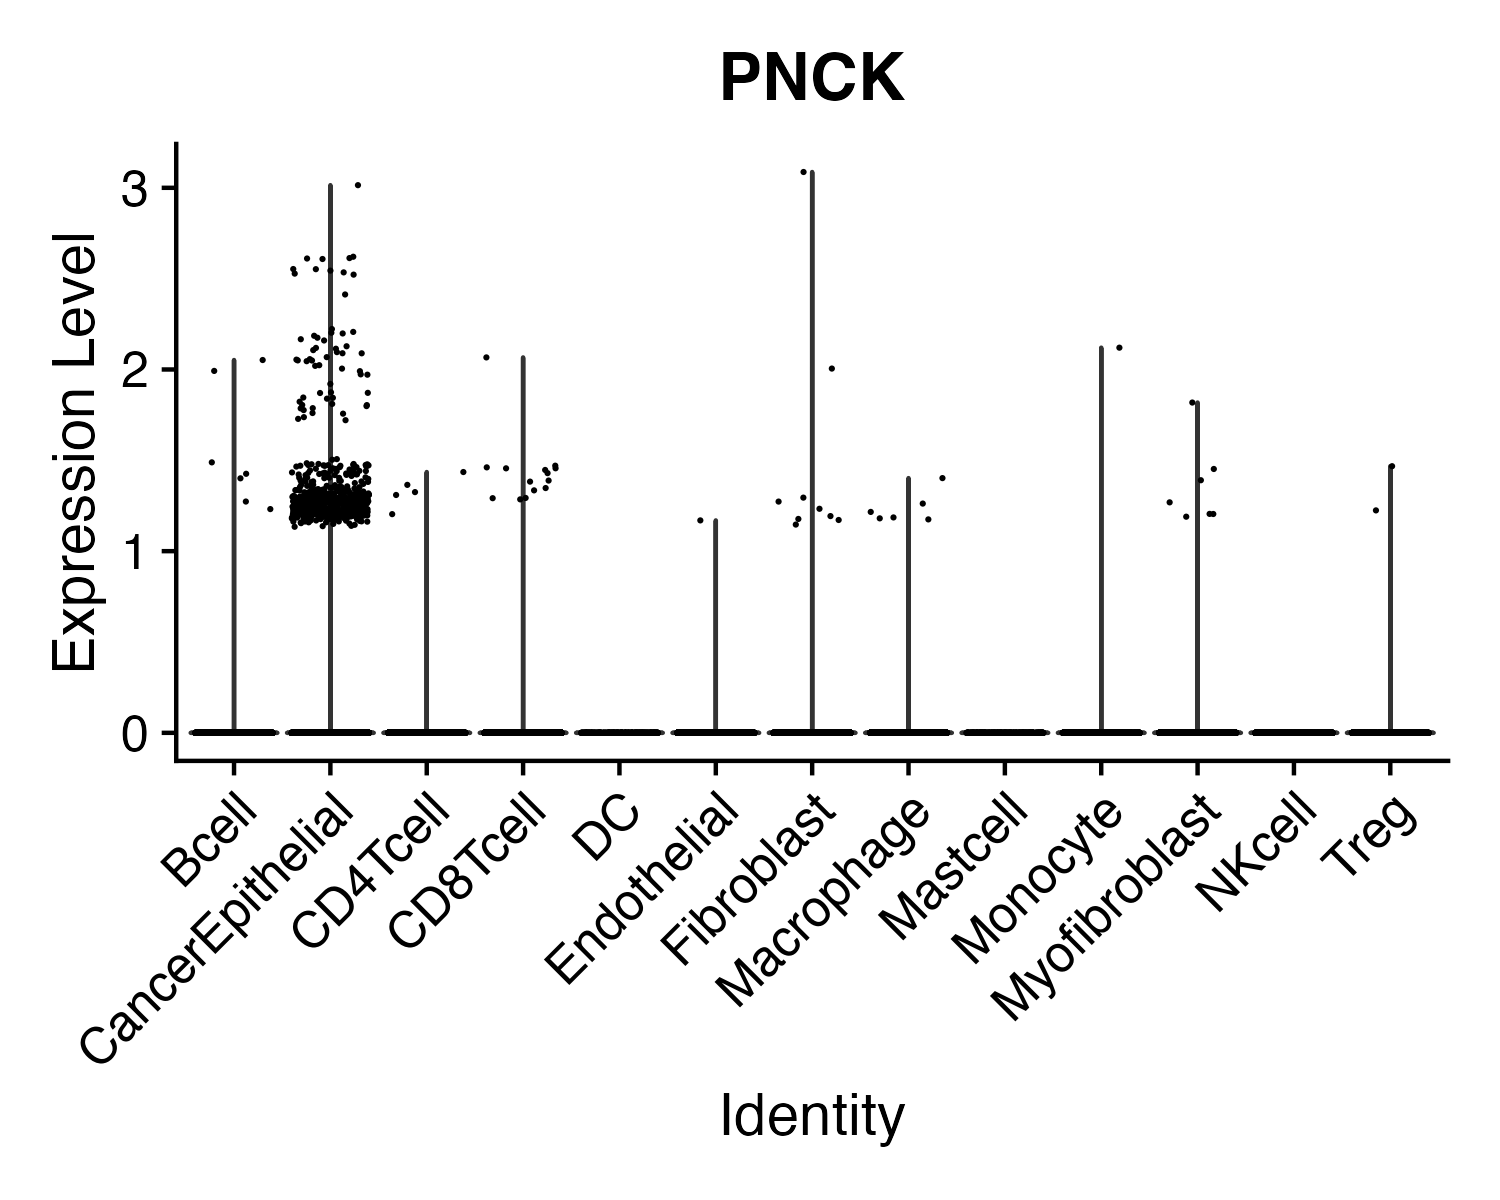 PNCK
Expression Level
3
2
1
0
Bcell
CancerEpithelial
CD4Tcell
CD8Tcell
DC
Endothelial
Fibroblast
Macrophage
Mastcell
Monocyte
Myofibroblast
NKcell
Treg
Identity